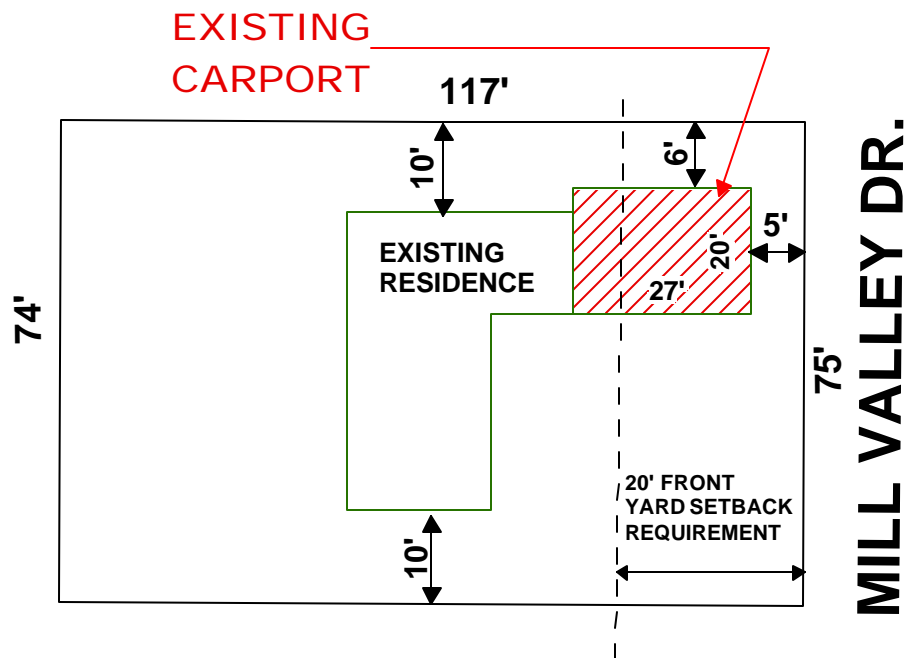 EXISTING
CARPORT
117'
10'
6'
5'
EXISTING
RESIDENCE
20'
27'
74'
75'
MILL VALLEY DR.
20' FRONT
YARD SETBACK
REQUIREMENT
10'